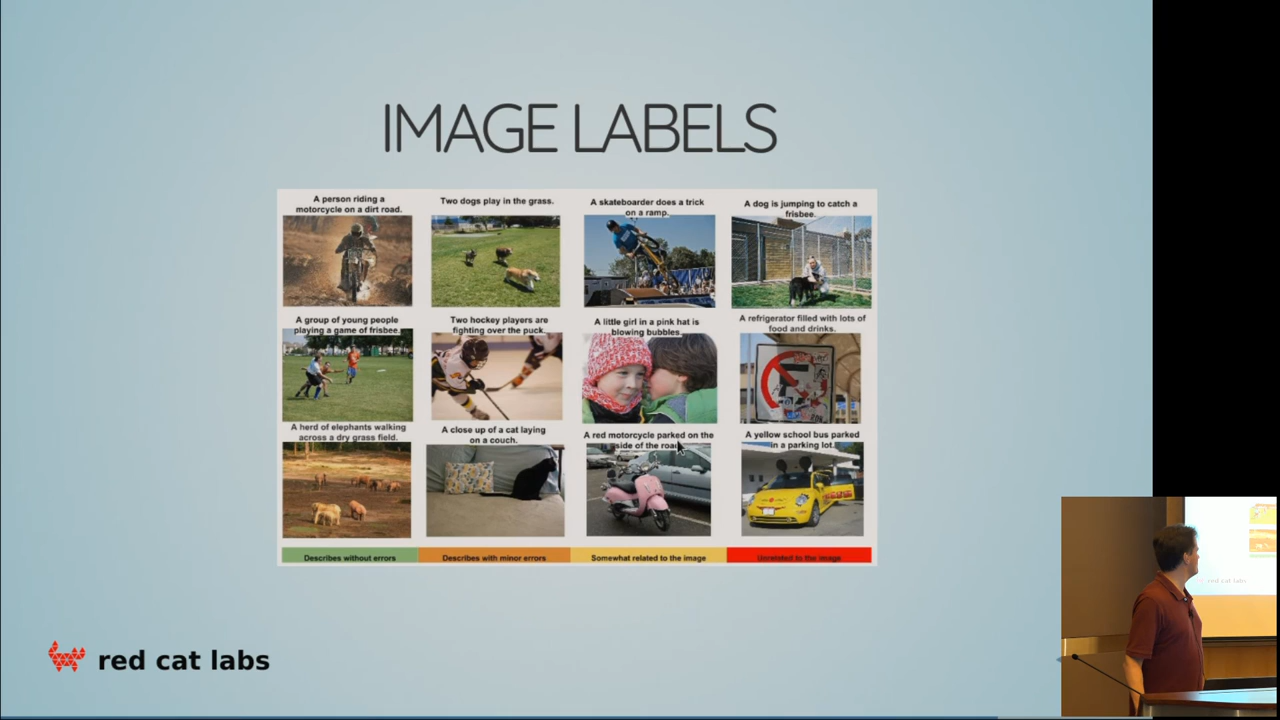 IMAGE LABELS
A person riding a
motorcycle on a dirt road.
Two dogs play in the grass.
A skateboarder does a trick
on a ramp.
A dog is jumping to catch a
frisbee.
A group of young people
playing a game of frisbee.
Two hockey players are
fighting over the puck.
A little girl in a pink hat is
blowing bubbles.
A refrigerator filled with lots of
food and drinks.
A herd of elephants walking
across a dry grass field.
A close up of a cat laying
on a couch.
A red motorcycle parked on the
side of the road.
A yellow school bus parked
in a parking lot.
Describes without errors
Describes with minor errors
Somewhat related to the image
Unrelated to the image
red cat labs
red cat labs